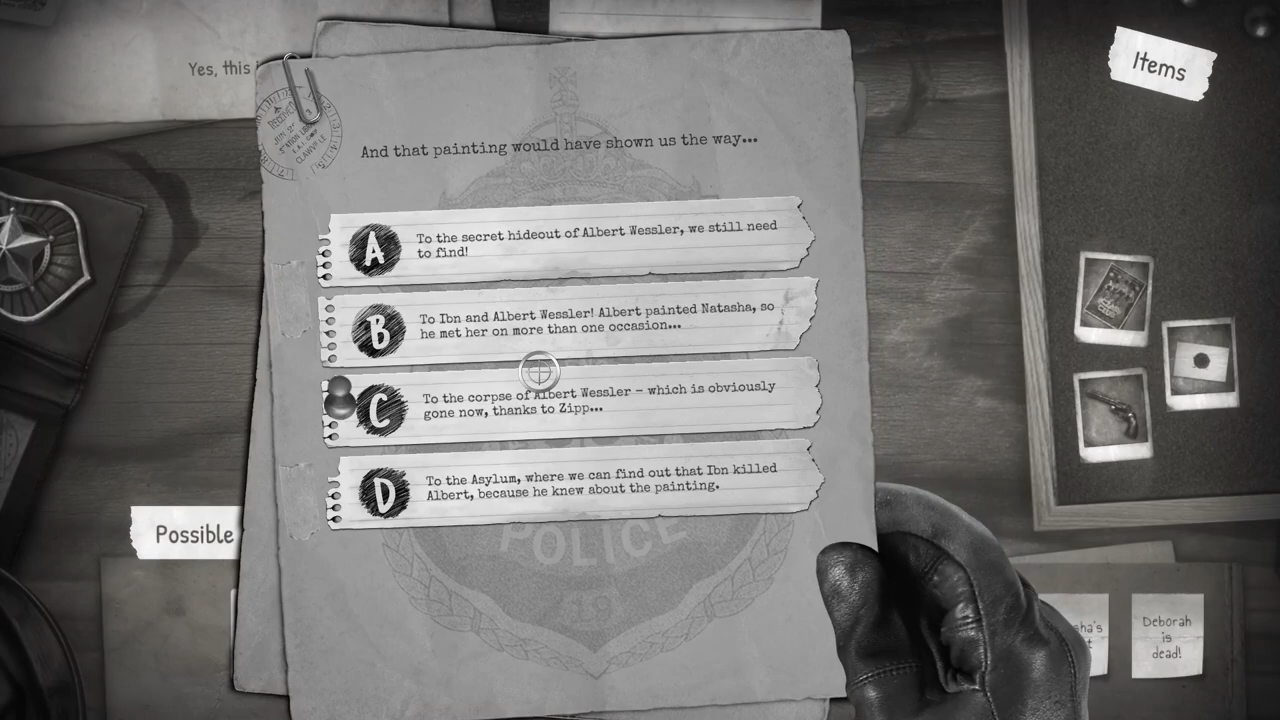 Yes, this
Items
And that painting would have shown us the way...
A
To the secret hideout of Albert Wessler, we still need
to find!
B
To Ibn and Albert Wessler! Albert painted Natasha, so
he met her on more than one occasion...
C
To the corpse of Albert Wessler – which is obviously
gone now, thanks to Zipp...
D
To the Asylum, where we can find out that Ibn killed
Albert, because he knew about the painting.
POLICE
19
Possible
Deborah
is
dead!